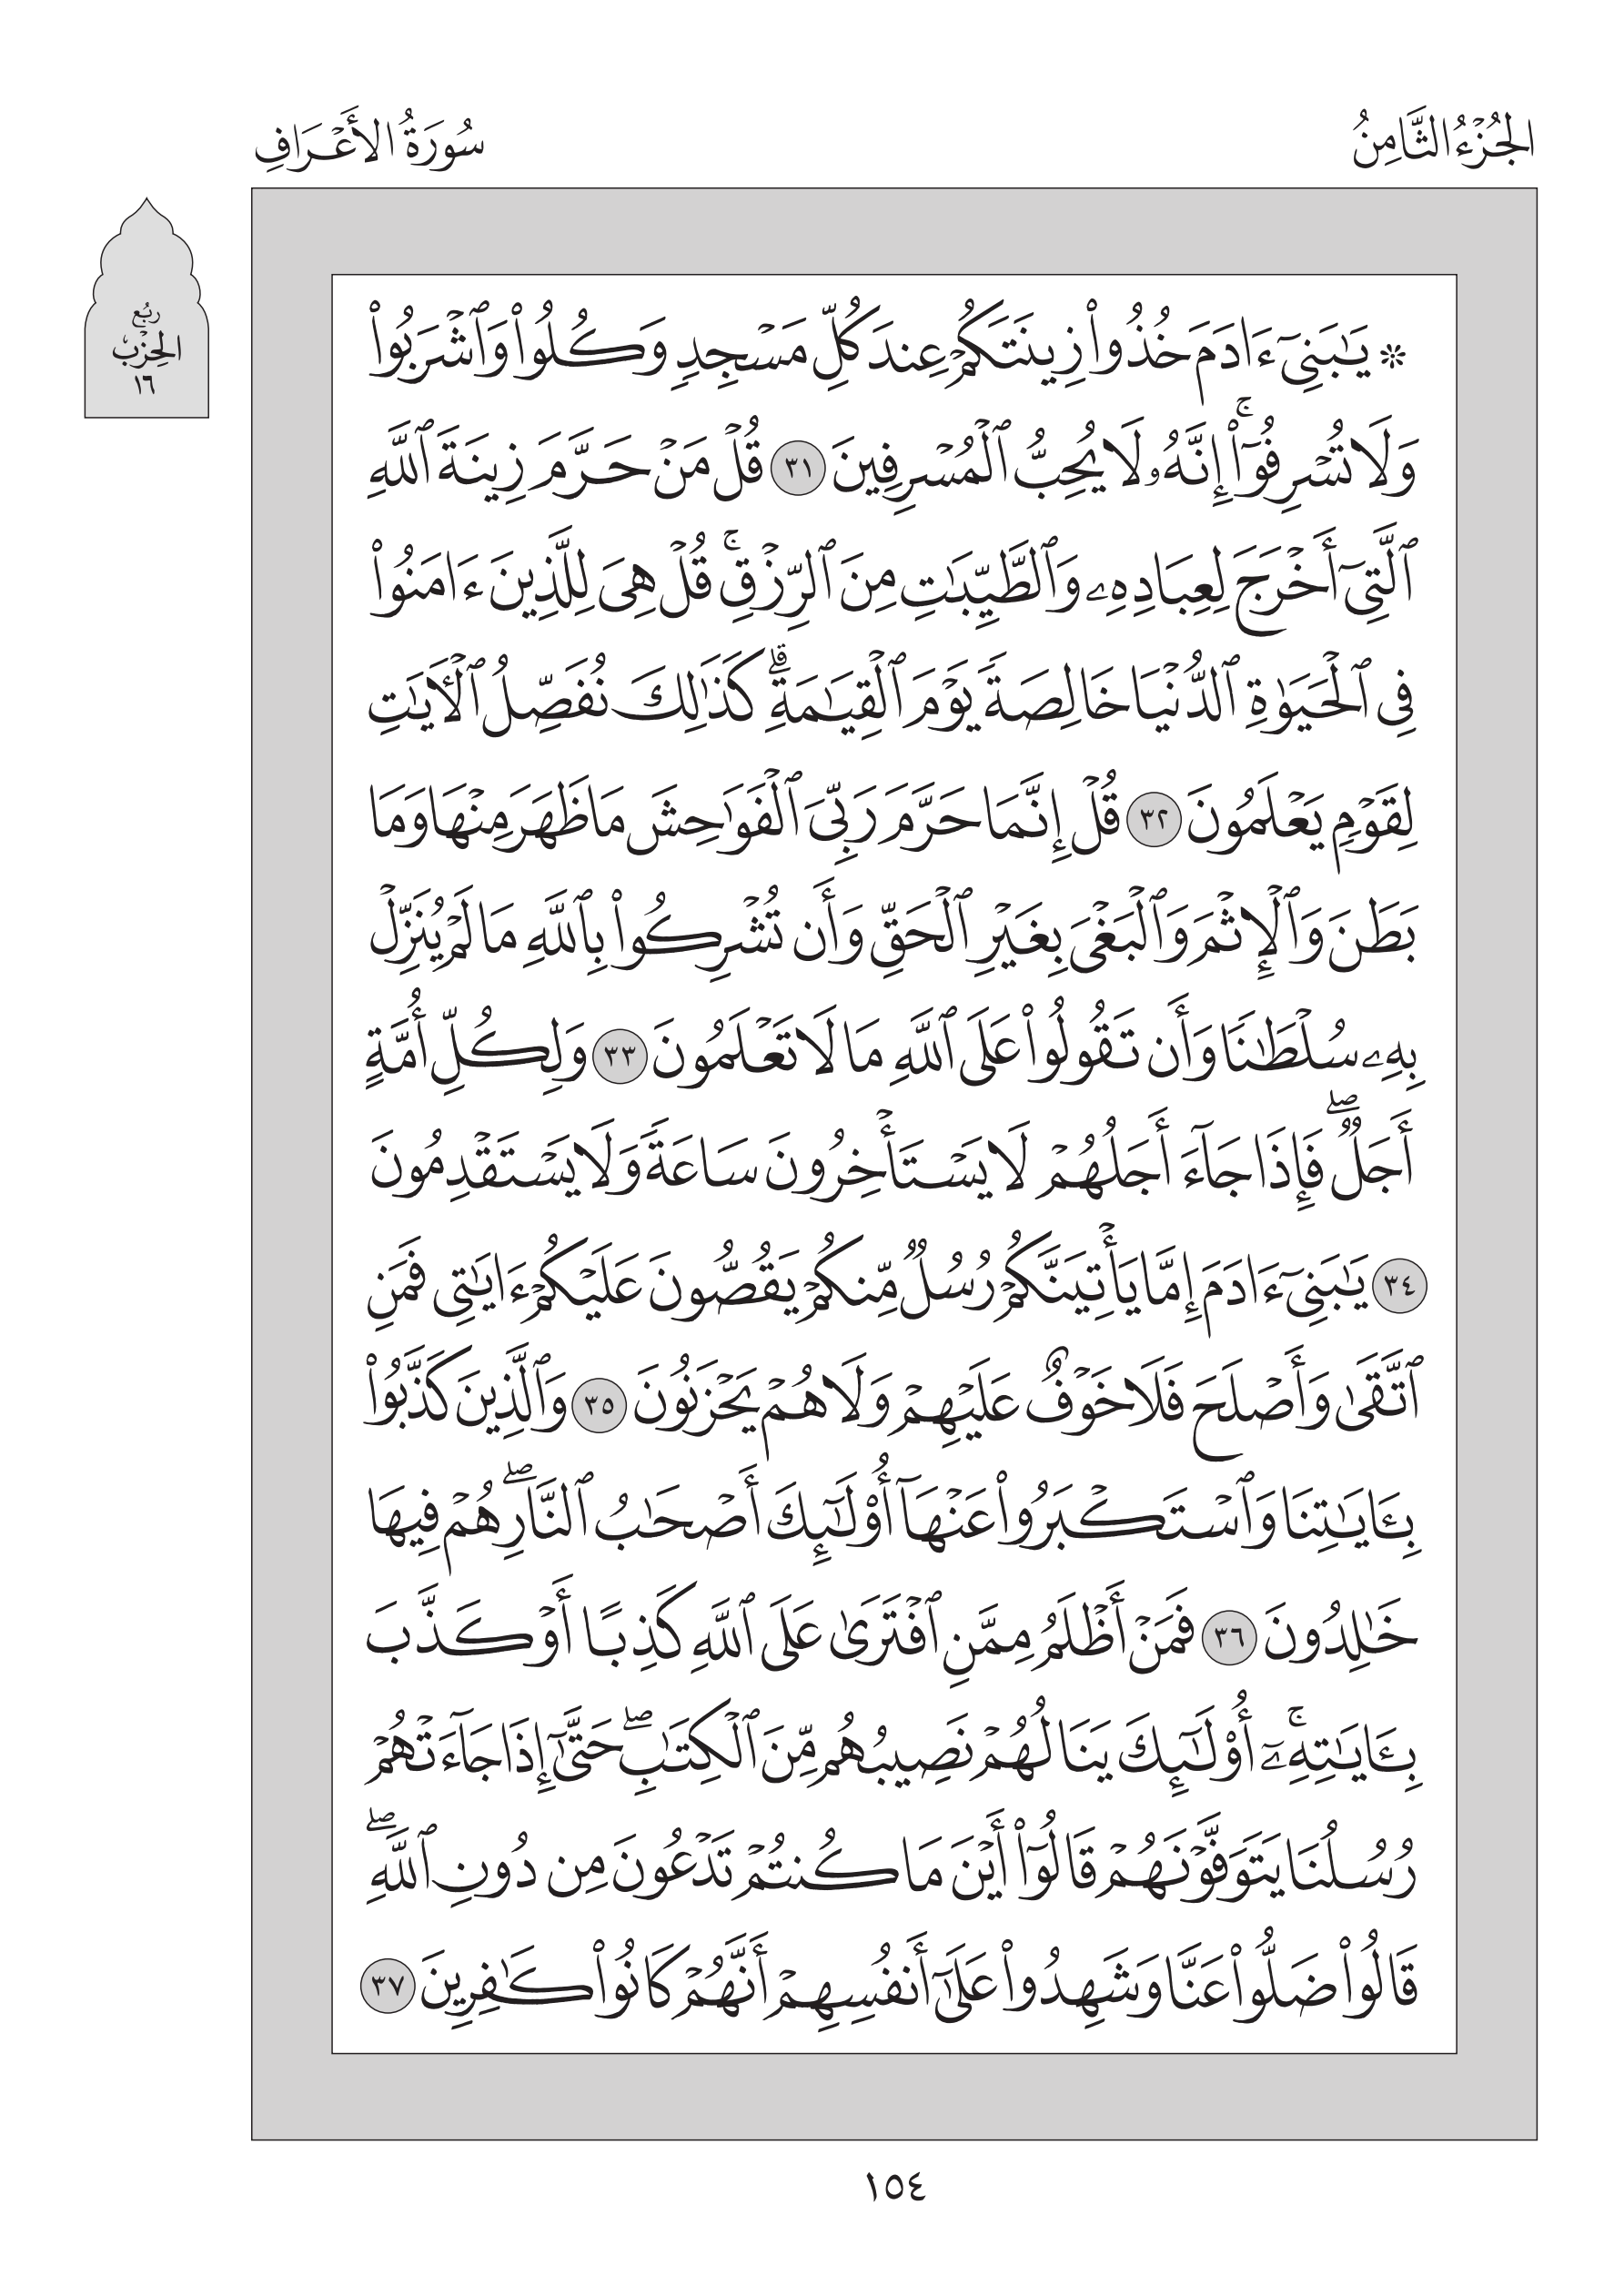 الجُزْءُ الثَّامِنُ
سُورَةُ الأَعْرَافِ
رُبْع
الحِزْب
١٦
۞ يَٰبَنِيٓ ءَادَمَ خُذُواْ زِينَتَكُمۡ عِندَ كُلِّ مَسۡجِدٖ وَكُلُواْ وَٱشۡرَبُواْ
وَلَا تُسۡرِفُوٓاْۚ إِنَّهُۥ لَا يُحِبُّ ٱلۡمُسۡرِفِينَ ٣١ قُلۡ مَنۡ حَرَّمَ زِينَةَ ٱللَّهِ
ٱلَّتِيٓ أَخۡرَجَ لِعِبَادِهِۦ وَٱلطَّيِّبَٰتِ مِنَ ٱلرِّزۡقِۚ قُلۡ هِيَ لِلَّذِينَ ءَامَنُواْ
فِي ٱلۡحَيَوٰةِ ٱلدُّنۡيَا خَالِصَةٗ يَوۡمَ ٱلۡقِيَٰمَةِۗ كَذَٰلِكَ نُفَصِّلُ ٱلۡأٓيَٰتِ
لِقَوۡمٖ يَعۡلَمُونَ ٣٢ قُلۡ إِنَّمَا حَرَّمَ رَبِّيَ ٱلۡفَوَٰحِشَ مَا ظَهَرَ مِنۡهَا وَمَا
بَطَنَ وَٱلۡإِثۡمَ وَٱلۡبَغۡيَ بِغَيۡرِ ٱلۡحَقِّ وَأَن تُشۡرِكُواْ بِٱللَّهِ مَا لَمۡ يُنَزِّلۡ
بِهِۦ سُلۡطَٰنٗا وَأَن تَقُولُواْ عَلَى ٱللَّهِ مَا لَا تَعۡلَمُونَ ٣٣ وَلِكُلِّ أُمَّةٍ
أَجَلٞۖ فَإِذَا جَآءَ أَجَلُهُمۡ لَا يَسۡتَأۡخِرُونَ سَاعَةٗ وَلَا يَسۡتَقۡدِمُونَ
٣٤ يَٰبَنِيٓ ءَادَمَ إِمَّا يَأۡتِيَنَّكُمۡ رُسُلٞ مِّنكُمۡ يَقُصُّونَ عَلَيۡكُمۡ ءَايَٰتِي فَمَنِ
ٱتَّقَىٰ وَأَصۡلَحَ فَلَا خَوۡفٌ عَلَيۡهِمۡ وَلَا هُمۡ يَحۡزَنُونَ ٣٥ وَٱلَّذِينَ كَذَّبُواْ
بِـَٔايَٰتِنَا وَٱسۡتَكۡبَرُواْ عَنۡهَآ أُوْلَٰٓئِكَ أَصۡحَٰبُ ٱلنَّارِۖ هُمۡ فِيهَا
خَٰلِدُونَ ٣٦ فَمَنۡ أَظۡلَمُ مِمَّنِ ٱفۡتَرَىٰ عَلَى ٱللَّهِ كَذِبًا أَوۡ كَذَّبَ
بِـَٔايَٰتِهِۦٓۚ أُوْلَٰٓئِكَ يَنَالُهُمۡ نَصِيبُهُم مِّنَ ٱلۡكِتَٰبِۖ حَتَّىٰٓ إِذَا جَآءَتۡهُمۡ
رُسُلُنَا يَتَوَفَّوۡنَهُمۡ قَالُوٓاْ أَيۡنَ مَا كُنتُمۡ تَدۡعُونَ مِن دُونِ ٱللَّهِۖ
قَالُواْ ضَلُّواْ عَنَّا وَشَهِدُواْ عَلَىٰٓ أَنفُسِهِمۡ أَنَّهُمۡ كَانُواْ كَٰفِرِينَ ٣٧
١٥٤